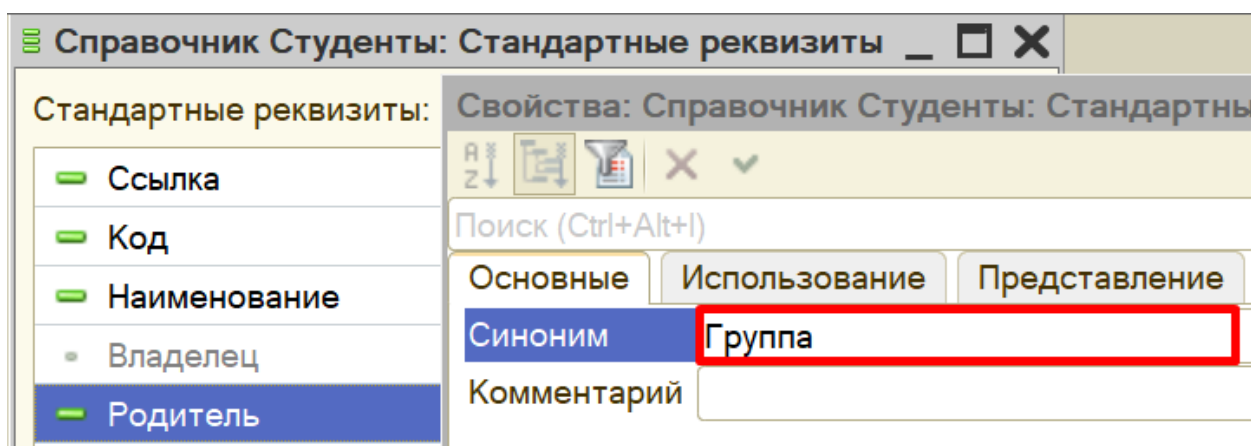 Справочник Студенты: Стандартные реквизиты
Стандартные реквизиты:
Ссылка
Код
Наименование
Владелец
Родитель
Свойства: Справочник Студенты: Стандартны
Поиск (Ctrl+Alt+I)
Основные Использование Представление
Синоним Группа
Комментарий